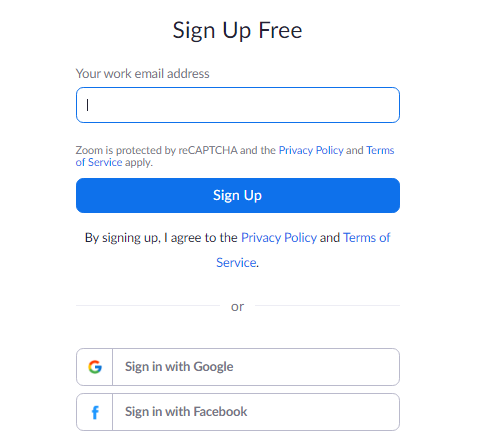 Sign Up Free
Your work email address
Zoom is protected by reCAPTCHA and the Privacy Policy and Terms
of Service apply.
Sign Up
By signing up, I agree to the Privacy Policy and Terms of
Service.
or
Sign in with Google
Sign in with Facebook